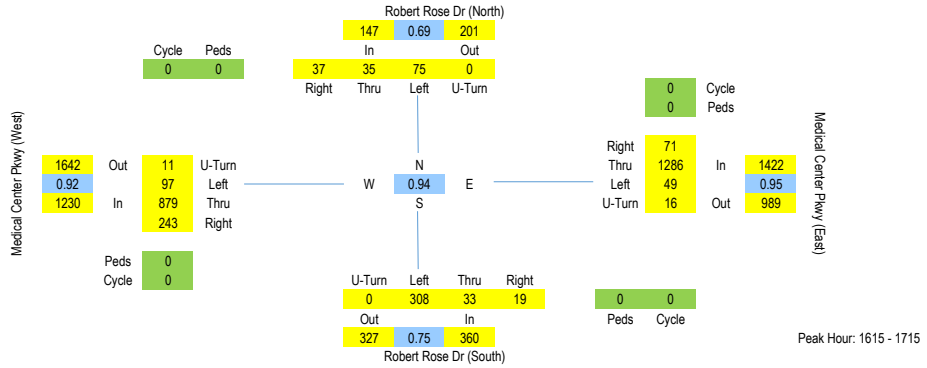 Robert Rose Dr (North)
147 0.69 201
Cycle Peds In Out
0 0 37 35 75 0
Right Thru Left U-Turn
0 Cycle
0 Peds
Medical Center Pkwy (West)
Medical Center Pkwy (East)
Right 71
1642 Out 11 U-Turn N Thru 1286 In 1422
0.92 97 Left W 0.94 E Left 49 0.95
1230 In 879 Thru S U-Turn 16 Out 989
243 Right
Peds 0
Cycle 0
U-Turn Left Thru Right
0 308 33 19 0 0
Out In Peds Cycle
327 0.75 360
Peak Hour: 1615 - 1715
Robert Rose Dr (South)